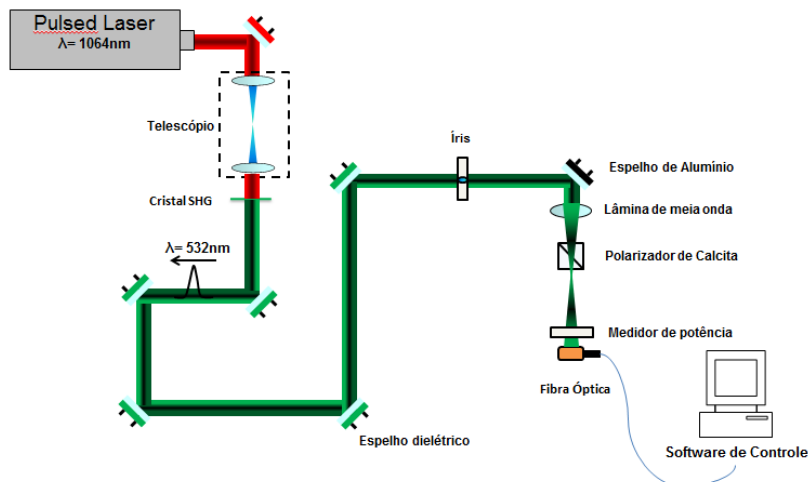 Pulsed Laser
λ= 1064nm
Telescópio
Íris
Espelho de Alumínio
Cristal SHG
Lâmina de meia onda
λ= 532nm
Polarizador de Calcita
Medidor de potência
Fibra Óptica
Espelho dielétrico
Software de Controle